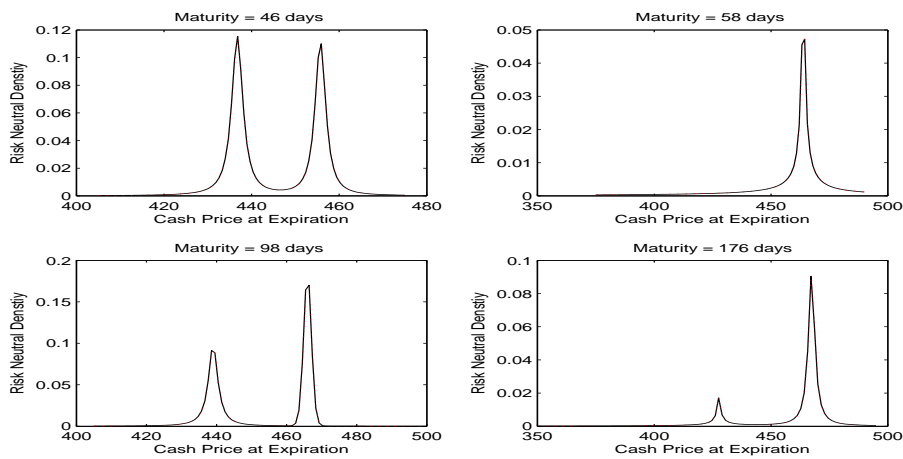 Maturity = 46 days
0.12
0.1
0.08
0.06
0.04
0.02
0
Risk Neutral Denstiy
400 420 440 460 480
Cash Price at Expiration
Maturity = 58 days
0.05
0.04
0.03
0.02
0.01
0
Risk Neutral Denstiy
350 400 450 500
Cash Price at Expiration
Maturity = 98 days
0.2
0.15
0.1
0.05
0
Risk Neutral Denstiy
400 420 440 460 480 500
Cash Price at Expiration
Maturity = 176 days
0.1
0.08
0.06
0.04
0.02
0
Risk Neutral Denstiy
350 400 450 500
Cash Price at Expiration